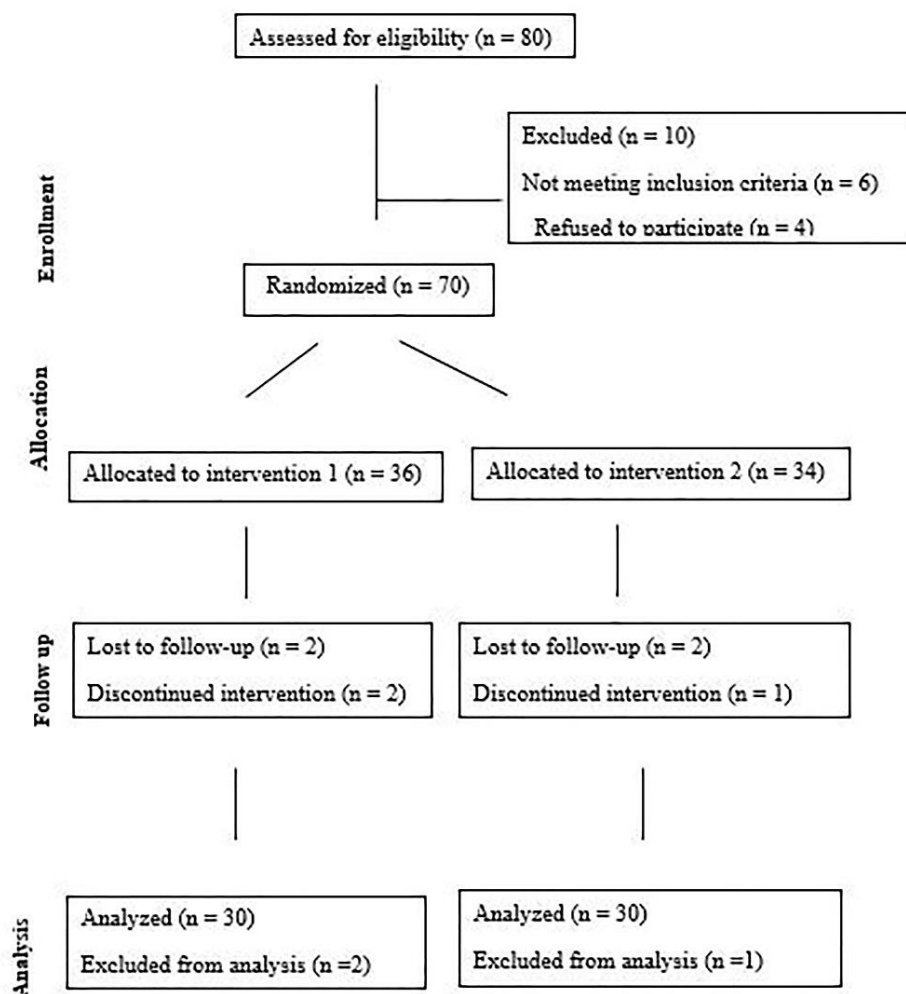 Assessed for eligibility (n = 80)
Excluded (n = 10)
Not meeting inclusion criteria (n = 6)
Refused to participate (n = 4)
Enrollment
Randomized (n = 70)
Allocation
Allocated to intervention 1 (n = 36)
Allocated to intervention 2 (n = 34)
Follow up
Lost to follow-up (n = 2)
Discontinued intervention (n = 2)
Lost to follow-up (n = 2)
Discontinued intervention (n = 1)
Analysis
Analyzed (n = 30)
Excluded from analysis (n =2)
Analyzed (n = 30)
Excluded from analysis (n =1)